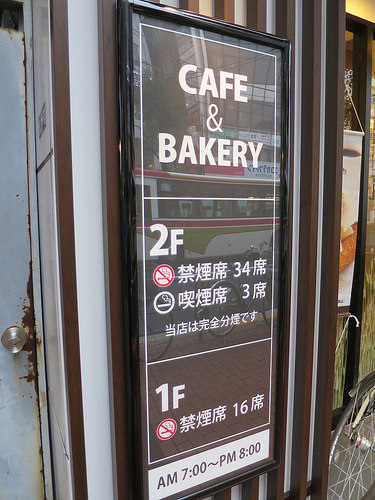 CAFE
&
BAKERY
2F
禁煙席 34席
喫煙席 3席
当店は完全分煙です
1F
禁煙席 16席
AM 7:00～PM 8:00